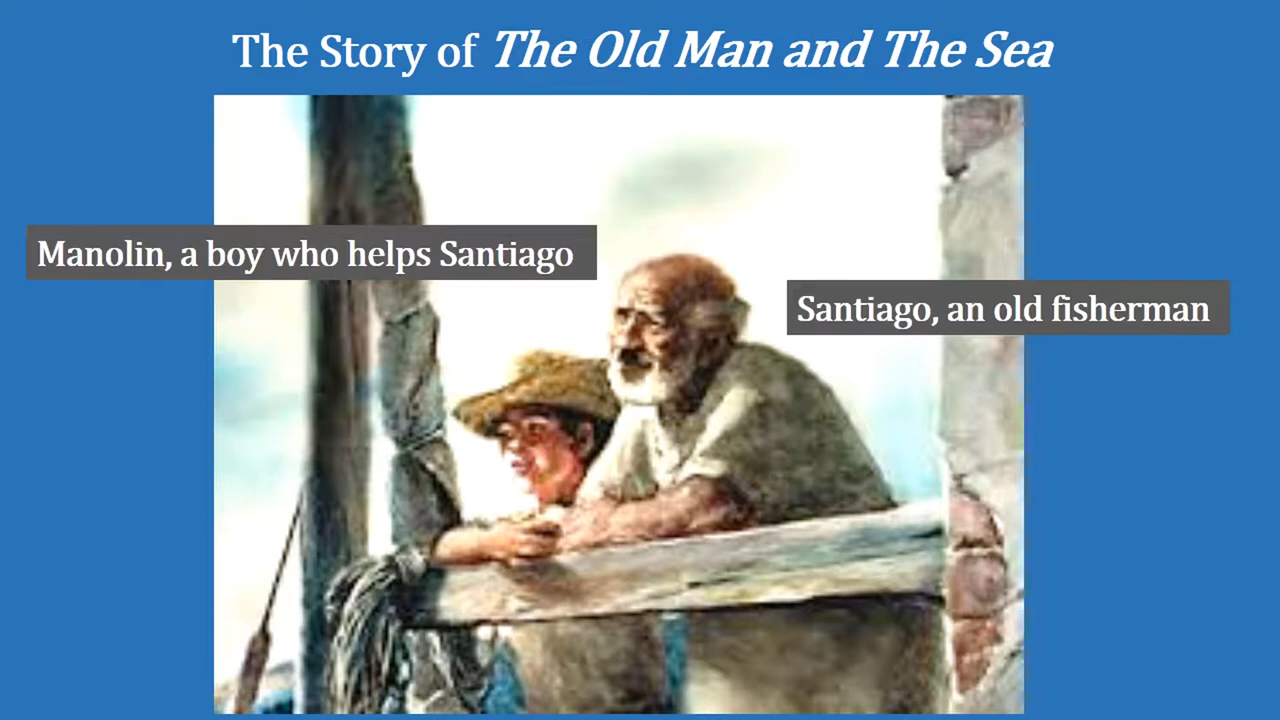 The Story of The Old Man and The Sea
Manolin, a boy who helps Santiago
Santiago, an old fisherman